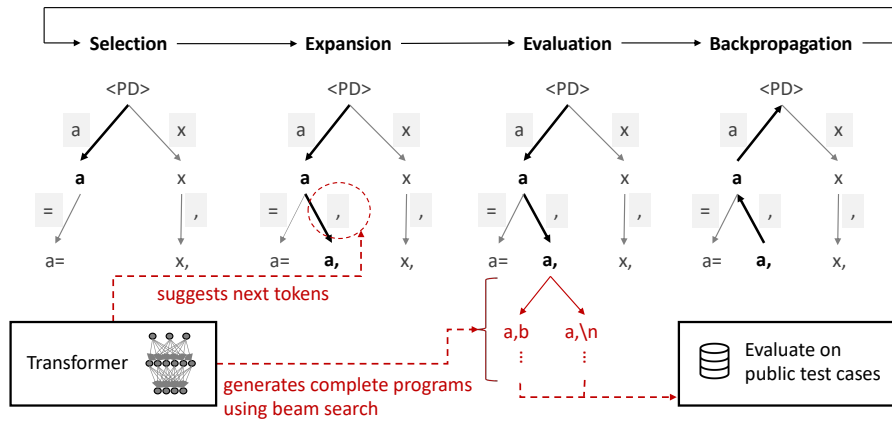 Selection Expansion Evaluation Backpropagation
<PD> <PD> <PD> <PD>
a x a x a x a x
a x a x a x a x
= , = , , = , , = ,
a= x, a= a, x, a= a, x, a= a, x,
suggests next tokens
a,b a,\n
Transformer
Evaluate on
public test cases
generates complete programs
using beam search